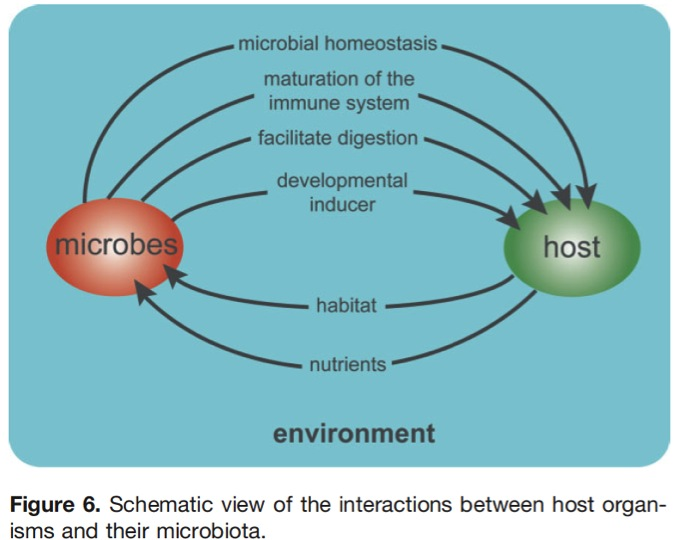 microbial homeostasis
maturation of the
immune system
facilitate digestion
developmental
inducer
microbes
host
habitat
nutrients
environment
Figure 6. Schematic view of the interactions between host organ-
isms and their microbiota.